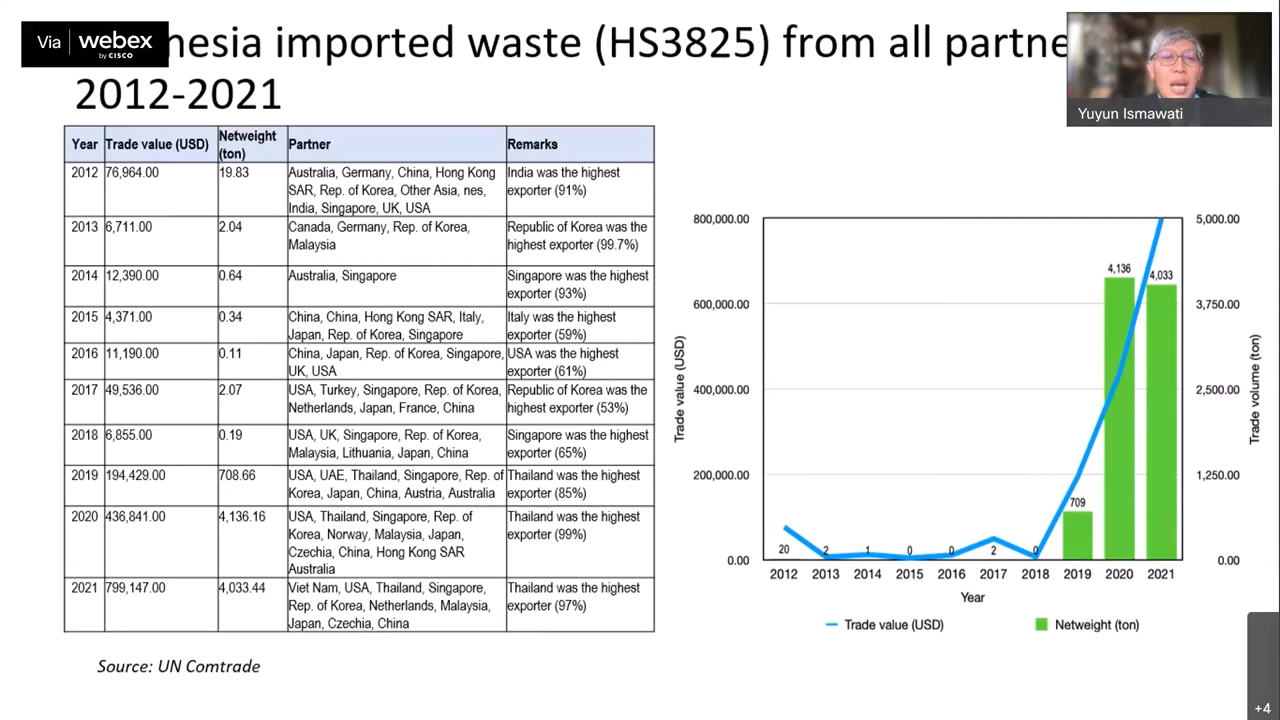 Via webex
by CISCO
nesia imported waste (HS3825) from all partne
2012-2021
Yuyun Ismawati
Year Trade value (USD) Netweight (ton) Partner Remarks
2012 76,964.00 19.83 Australia, Germany, China, Hong Kong SAR, Rep. of Korea, Other Asia, nes, India, Singapore, UK, USA India was the highest exporter (91%)
2013 6,711.00 2.04 Canada, Germany, Rep. of Korea, Malaysia Republic of Korea was the highest exporter (99.7%)
2014 12,390.00 0.64 Australia, Singapore Singapore was the highest exporter (93%)
2015 4,371.00 0.34 China, China, Hong Kong SAR, Italy, Japan, Rep. of Korea, Singapore Italy was the highest exporter (59%)
2016 11,190.00 0.11 China, Japan, Rep. of Korea, Singapore, UK, USA USA was the highest exporter (61%)
2017 49,536.00 2.07 USA, Turkey, Singapore, Rep. of Korea, Netherlands, Japan, France, China Republic of Korea was the highest exporter (53%)
2018 6,855.00 0.19 USA, UK, Singapore, Rep. of Korea, Malaysia, Lithuania, Japan, China Singapore was the highest exporter (65%)
2019 194,429.00 708.66 USA, UAE, Thailand, Singapore, Rep. of Korea, Japan, China, Austria, Australia Thailand was the highest exporter (85%)
2020 436,841.00 4,136.16 USA, Thailand, Singapore, Rep. of Korea, Norway, Malaysia, Japan, Czechia, China, Hong Kong SAR Australia Thailand was the highest exporter (99%)
2021 799,147.00 4,033.44 Viet Nam, USA, Thailand, Singapore, Rep. of Korea, Netherlands, Malaysia, Japan, Czechia, China Thailand was the highest exporter (97%)
Source: UN Comtrade
800,000.00 5,000.00
4,136 4,033
600,000.00 3,750.00
Trade value (USD)
Trade volume (ton)
400,000.00 2,500.00
200,000.00 1,250.00
709
20 2 1 0 0 2 0
0.00 0.00
2012 2013 2014 2015 2016 2017 2018 2019 2020 2021
Year
Trade value (USD) Netweight (ton)
+4